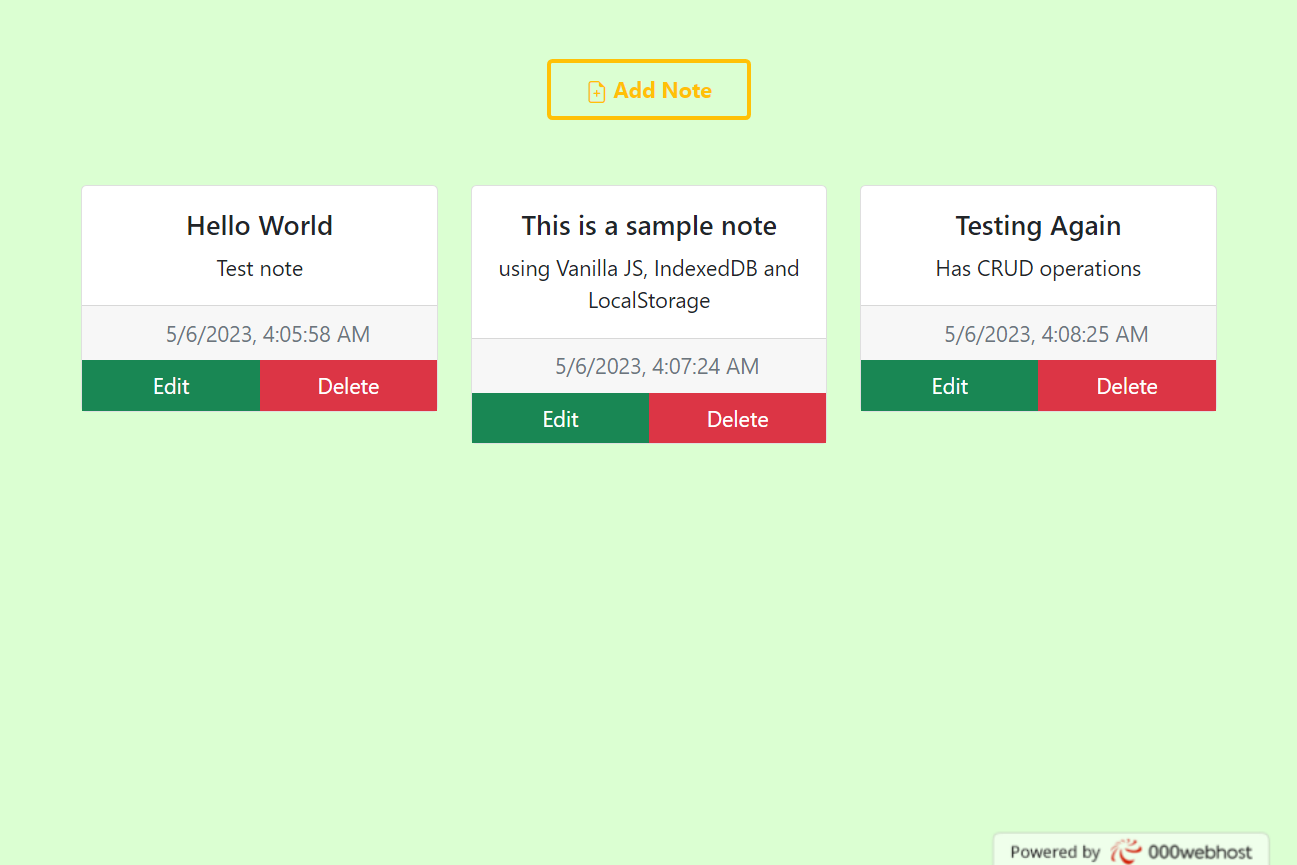 Add Note
Hello World
Test note
5/6/2023, 4:05:58 AM
Edit
Delete
This is a sample note
using Vanilla JS, IndexedDB and
LocalStorage
5/6/2023, 4:07:24 AM
Edit
Delete
Testing Again
Has CRUD operations
5/6/2023, 4:08:25 AM
Edit
Delete
Powered by 000webhost